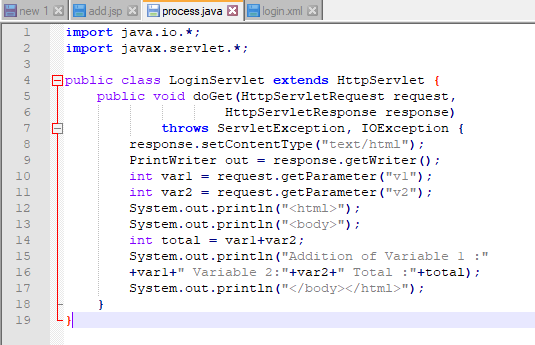 new 1 add.jsp process.java login.xml
1 import java.io.*;
2 import javax.servlet.*;
3
4 public class LoginServlet extends HttpServlet {
5 public void doGet(HttpServletRequest request,
6 HttpServletResponse response)
7 throws ServletException, IOException {
8 response.setContentType("text/html");
9 PrintWriter out = response.getWriter();
10 int var1 = request.getParameter("v1");
11 int var2 = request.getParameter("v2");
12 System.out.println("<html>");
13 System.out.println("<body>");
14 int total = var1+var2;
15 System.out.println("Addition of Variable 1 :"
16 +var1+" Variable 2:"+var2+" Total :"+total);
17 System.out.println("</body></html>");
18 }
19 }